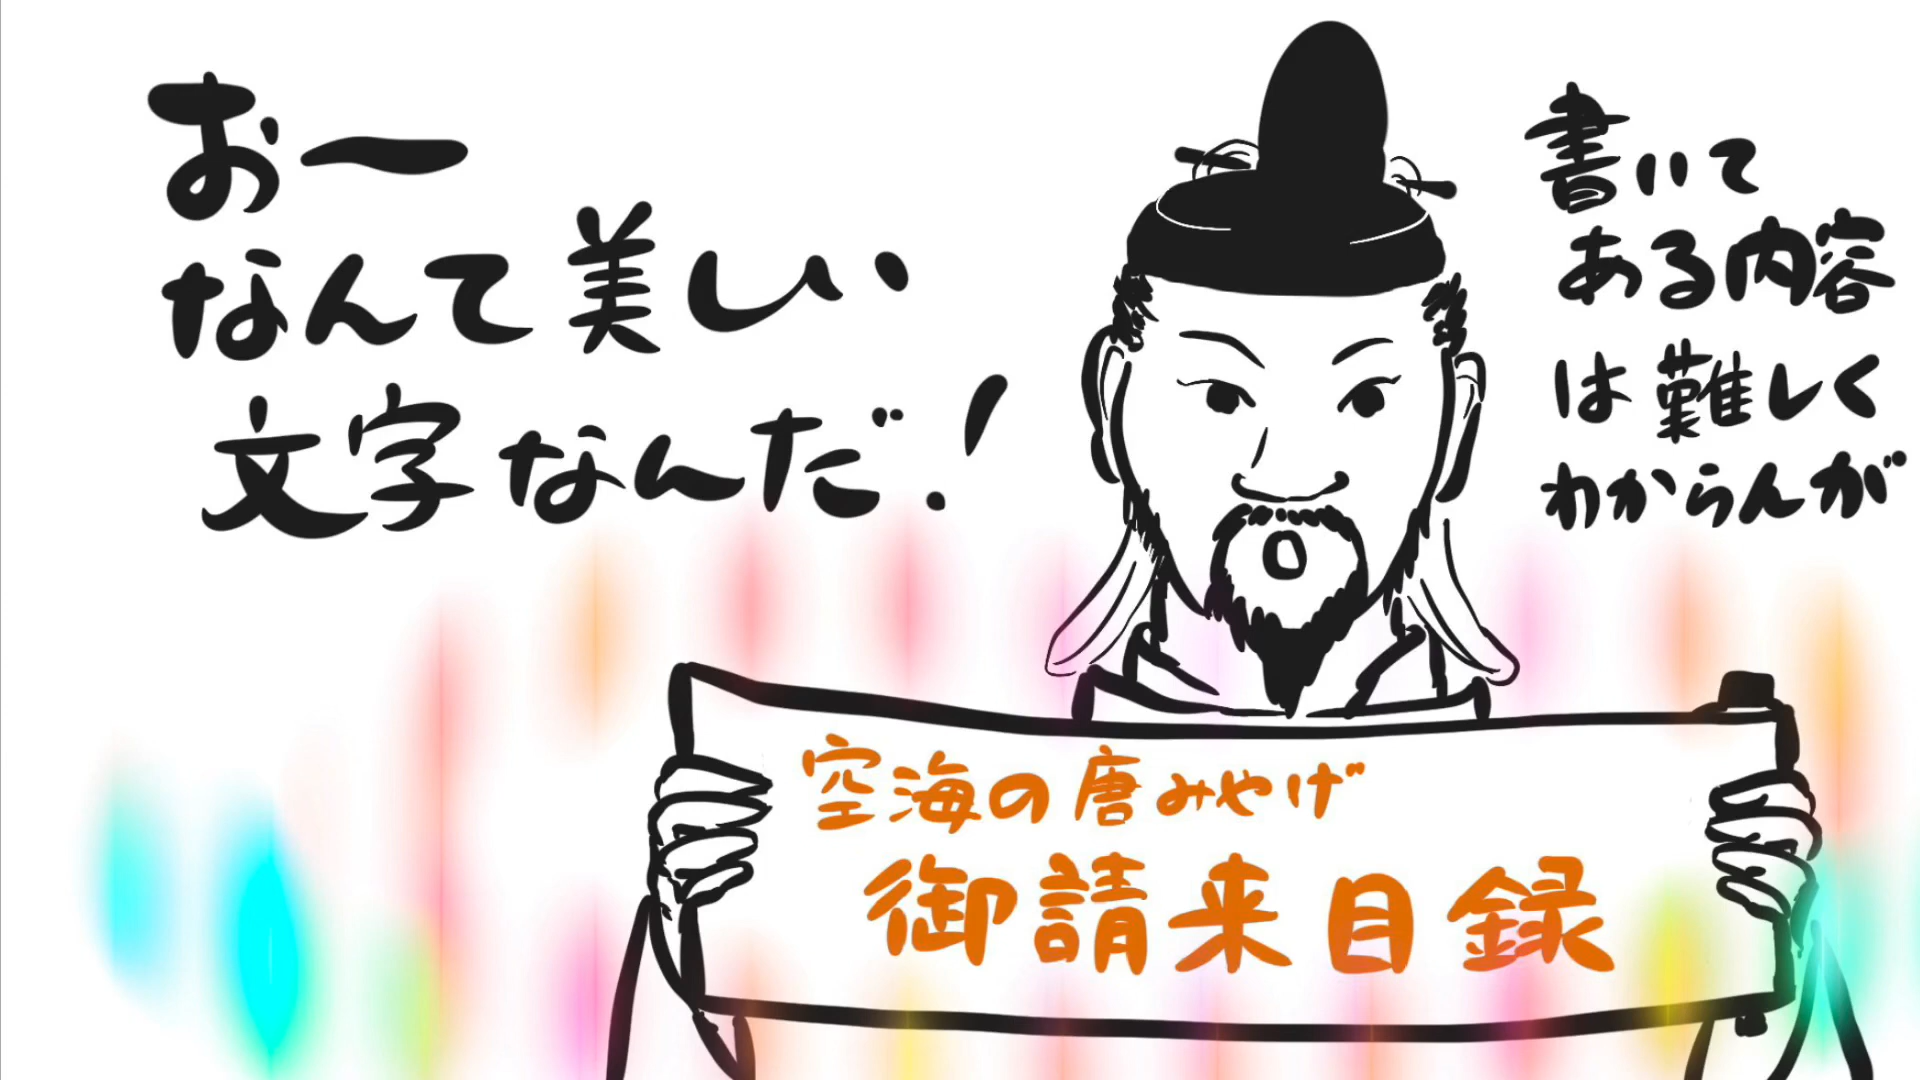 おー
なんて美しい
文字なんだ!
書いて
ある内容
は難しく
わからんが
空海の唐みやげ
御請来目録